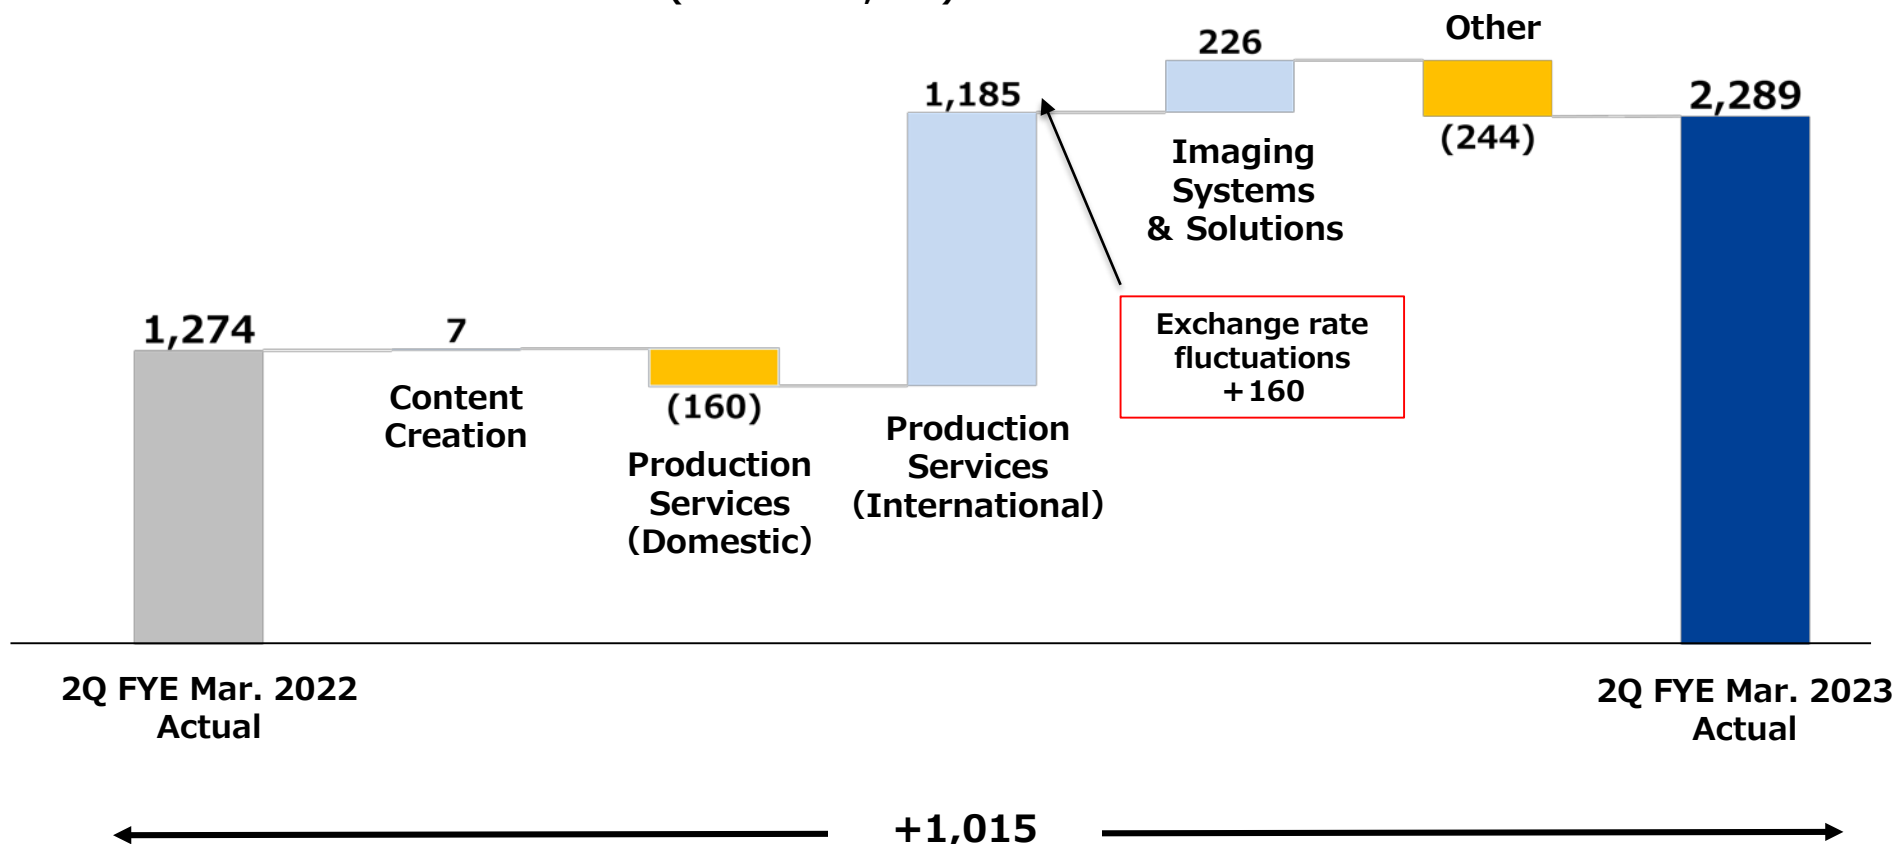 226
Other
1,185
2,289
(244)
Imaging
Systems
& Solutions
Exchange rate
fluctuations
+160
1,274
7
Content
Creation
(160)
Production
Services
(International)
Production
Services
(Domestic)
2Q FYE Mar. 2022
Actual
2Q FYE Mar. 2023
Actual
+1,015